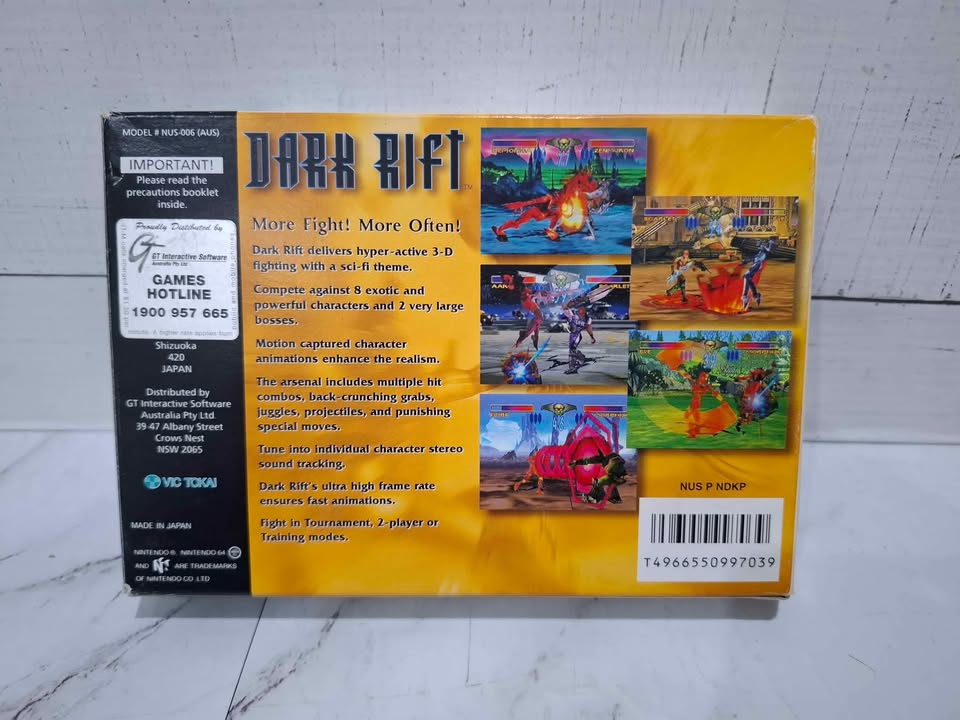 MODEL # NUS-006 (AUS)
IMPORTANT!
Please read the
precautions booklet
inside.
Proudly Distributed by
GT Interactive Software
Australia Pty Ltd
GAMES
HOTLINE
1900 957 665
Shizuoka
420
JAPAN
Distributed by
GT Interactive Software
Australia Pty Ltd.
39-47 Albany Street
Crows Nest
NSW 2065
VIC TOKAI
MADE IN JAPAN
NINTENDO®, NINTENDO 64
AND N ARE TRADEMARKS
OF NINTENDO CO.,LTD
DARK RIFT™
More Fight! More Often!
Dark Rift delivers hyper-active 3-D
fighting with a sci-fi theme.
Compete against 8 exotic and
powerful characters and 2 very large
bosses.
Motion captured character
animations enhance the realism.
The arsenal includes multiple hit
combos, back-crunching grabs,
juggles, projectiles, and punishing
special moves.
Tune into individual character stereo
sound tracking.
Dark Rift's ultra high frame rate
ensures fast animations.
Fight in Tournament, 2-player or
Training modes.
AARO
SCARLET
NUS P NDKP
T4966550997039